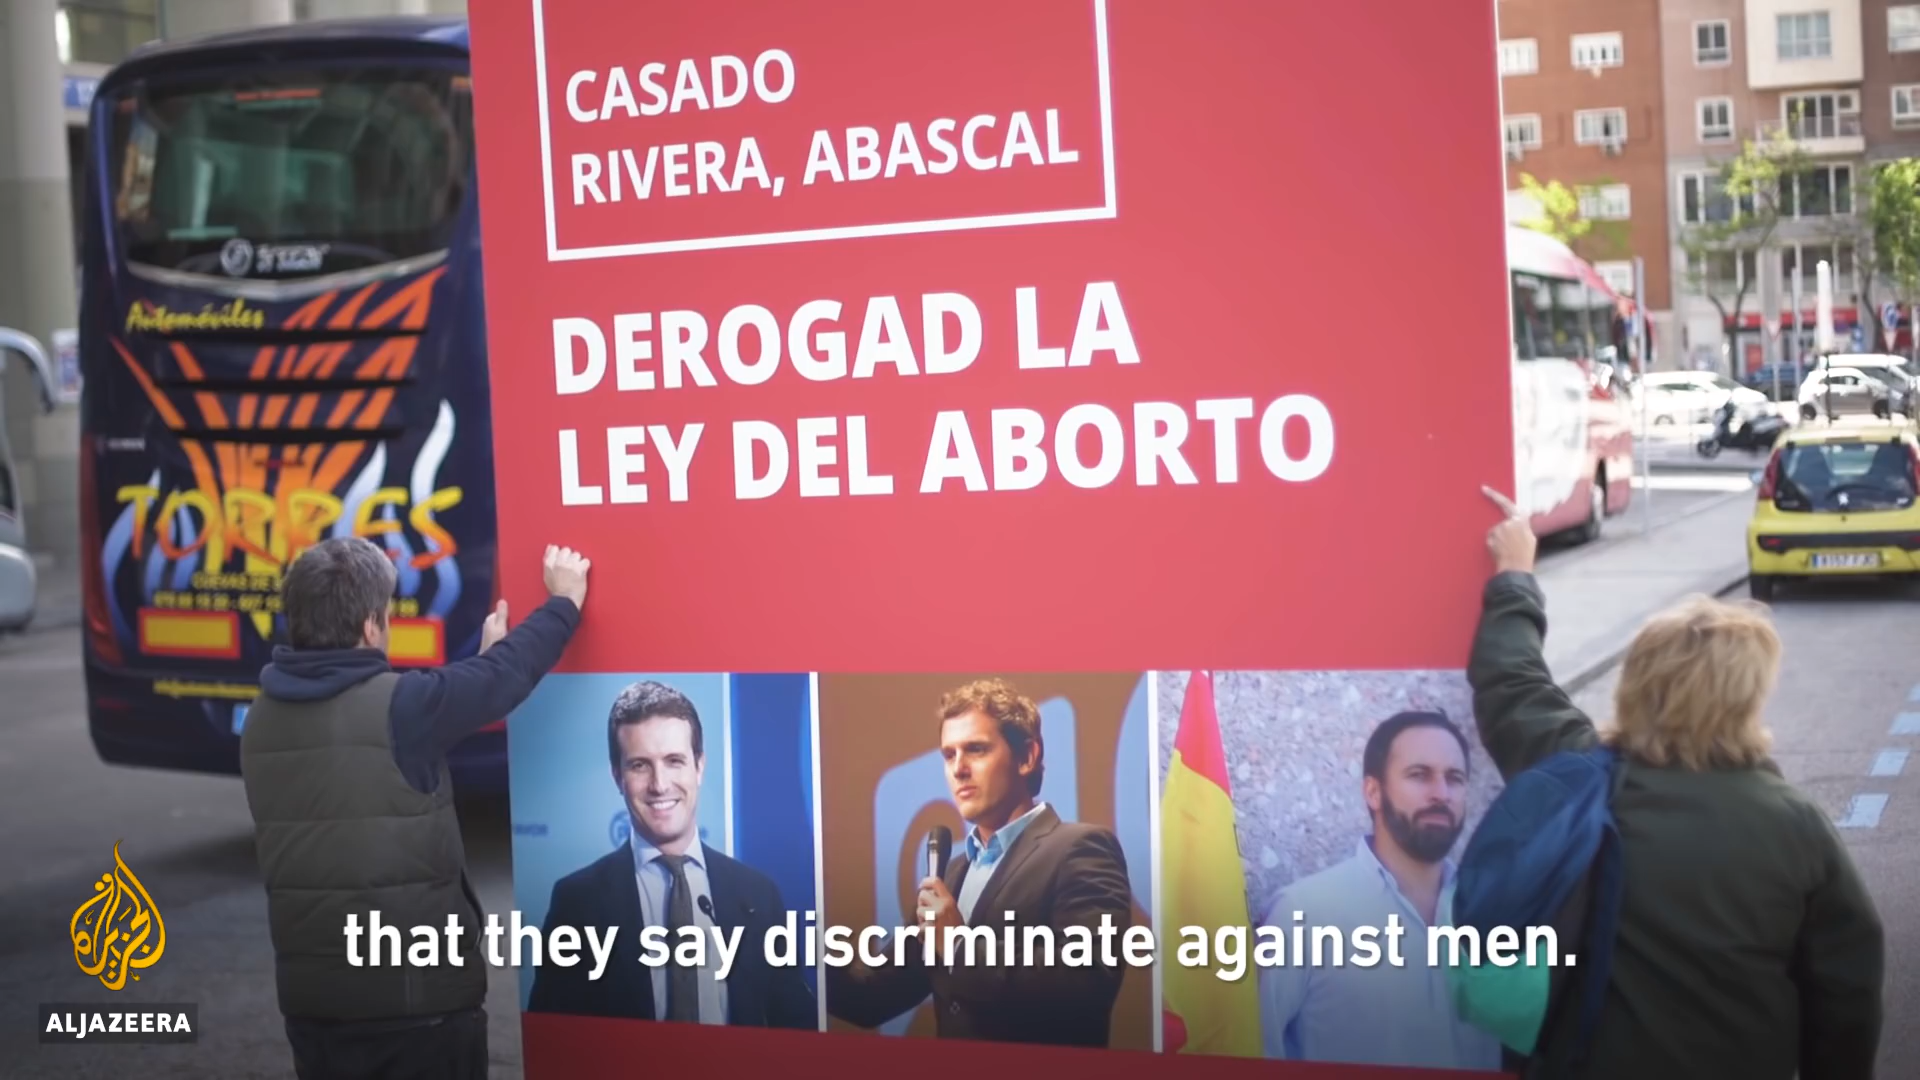 CASADO
RIVERA, ABASCAL
DEROGAD LA
LEY DEL ABORTO
Automóviles
TORRES
that they say discriminate against men.
ALJAZEERA